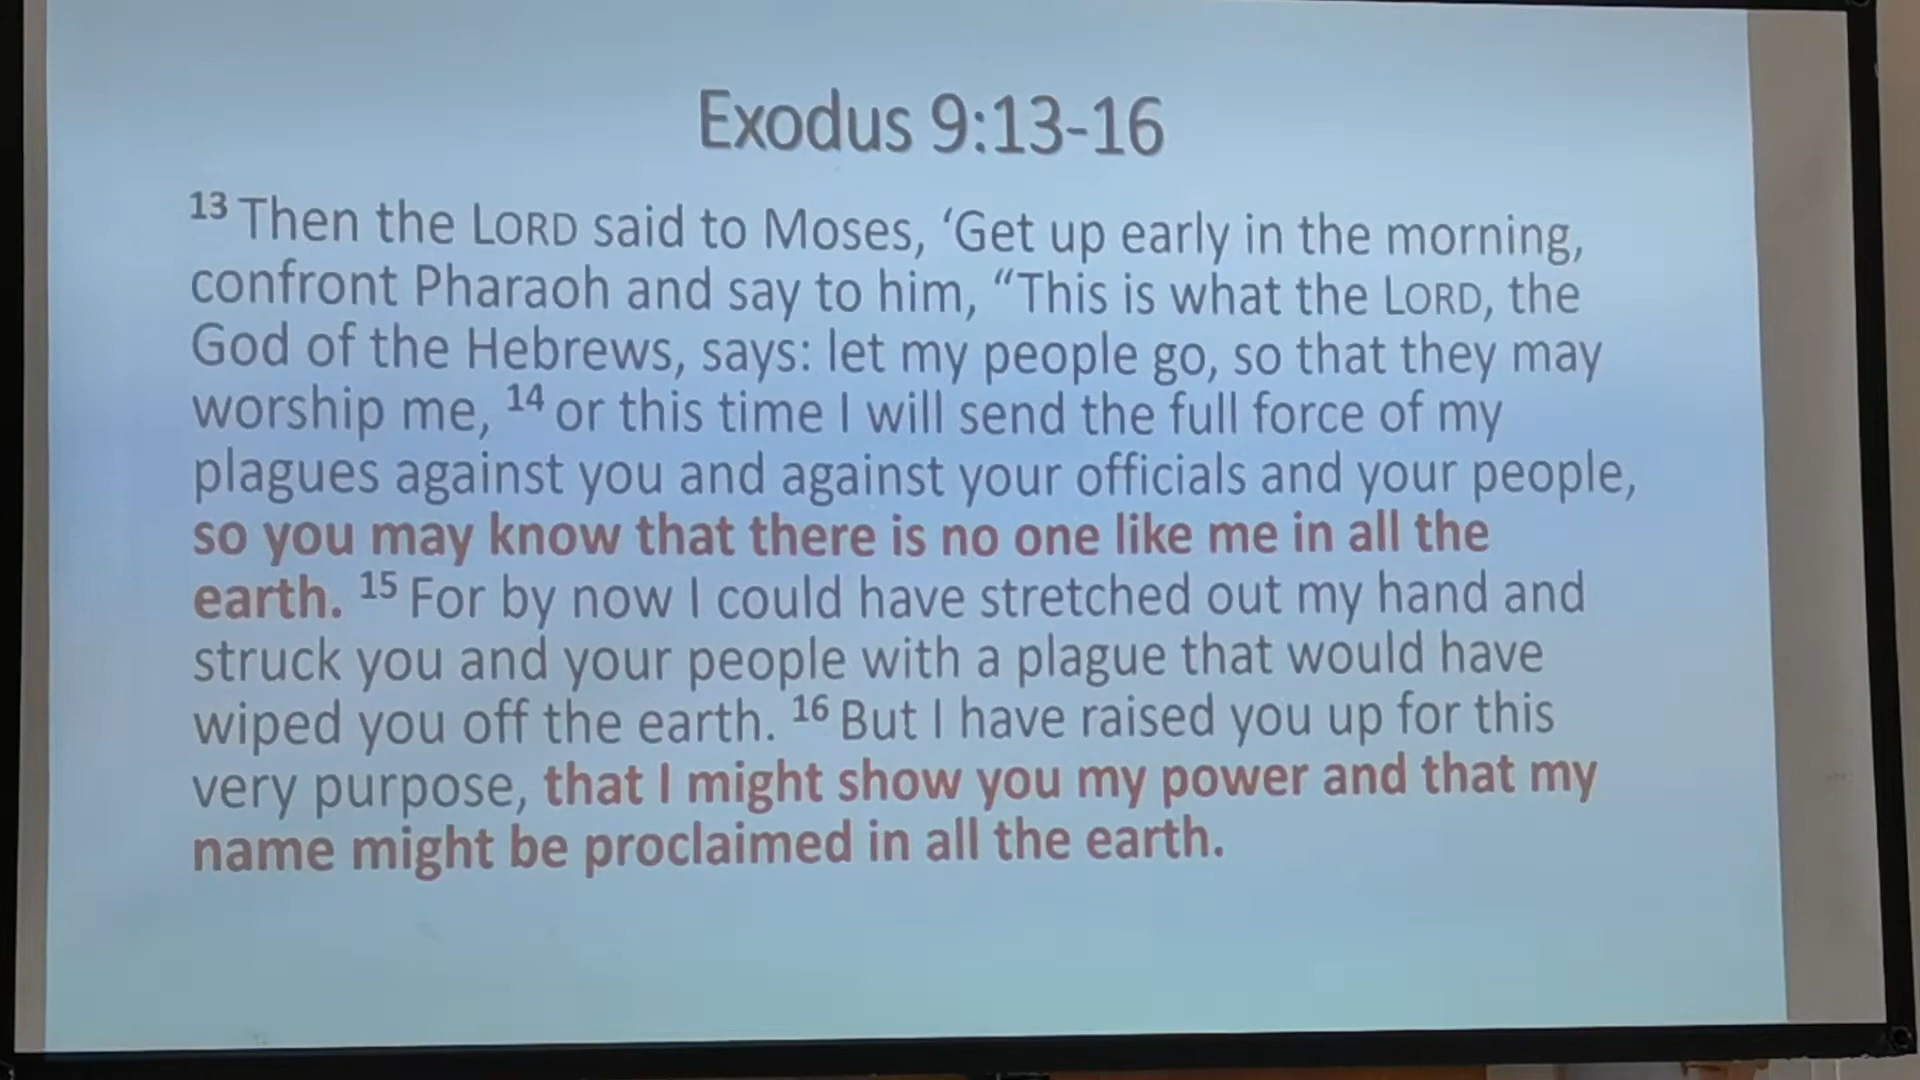 Exodus 9:13-16
13 Then the LORD said to Moses, ‘Get up early in the morning,
confront Pharaoh and say to him, “This is what the LORD, the
God of the Hebrews, says: let my people go, so that they may
worship me, 14 or this time I will send the full force of my
plagues against you and against your officials and your people,
so you may know that there is no one like me in all the
earth. 15 For by now I could have stretched out my hand and
struck you and your people with a plague that would have
wiped you off the earth. 16 But I have raised you up for this
very purpose, that I might show you my power and that my
name might be proclaimed in all the earth.